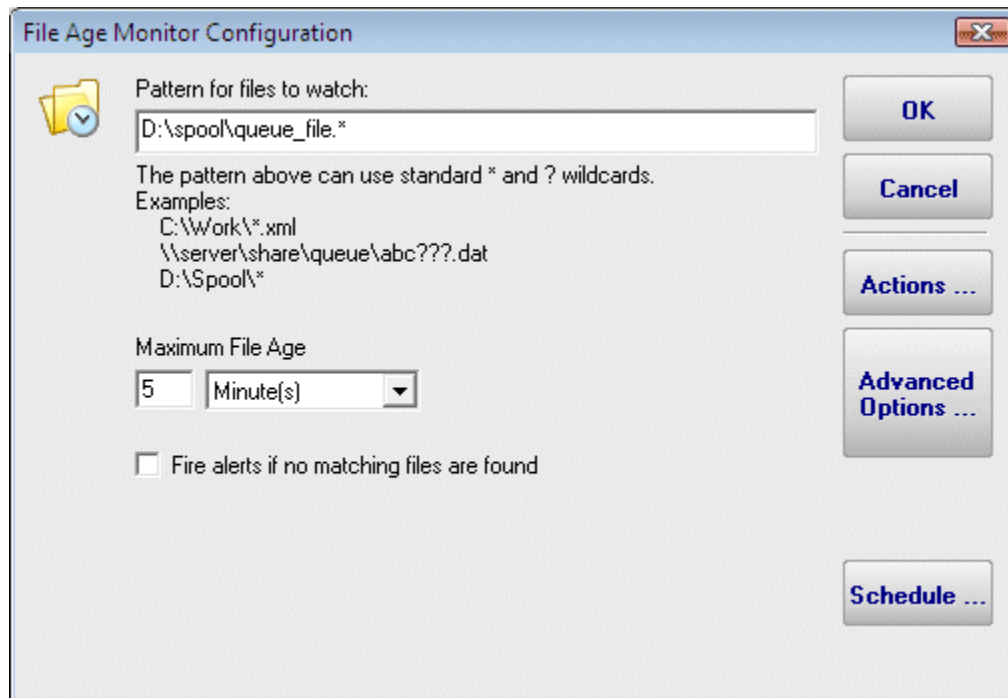 File Age Monitor Configuration
Pattern for files to watch:
D:\spool\queue_file.*
The pattern above can use standard * and ? wildcards.
Examples:
C:\Work\*.xml
\\server\share\queue\abc???.dat
D:\Spool\*
Maximum File Age
5 Minute(s)
Fire alerts if no matching files are found
OK
Cancel
Actions ...
Advanced
Options ...
Schedule ...